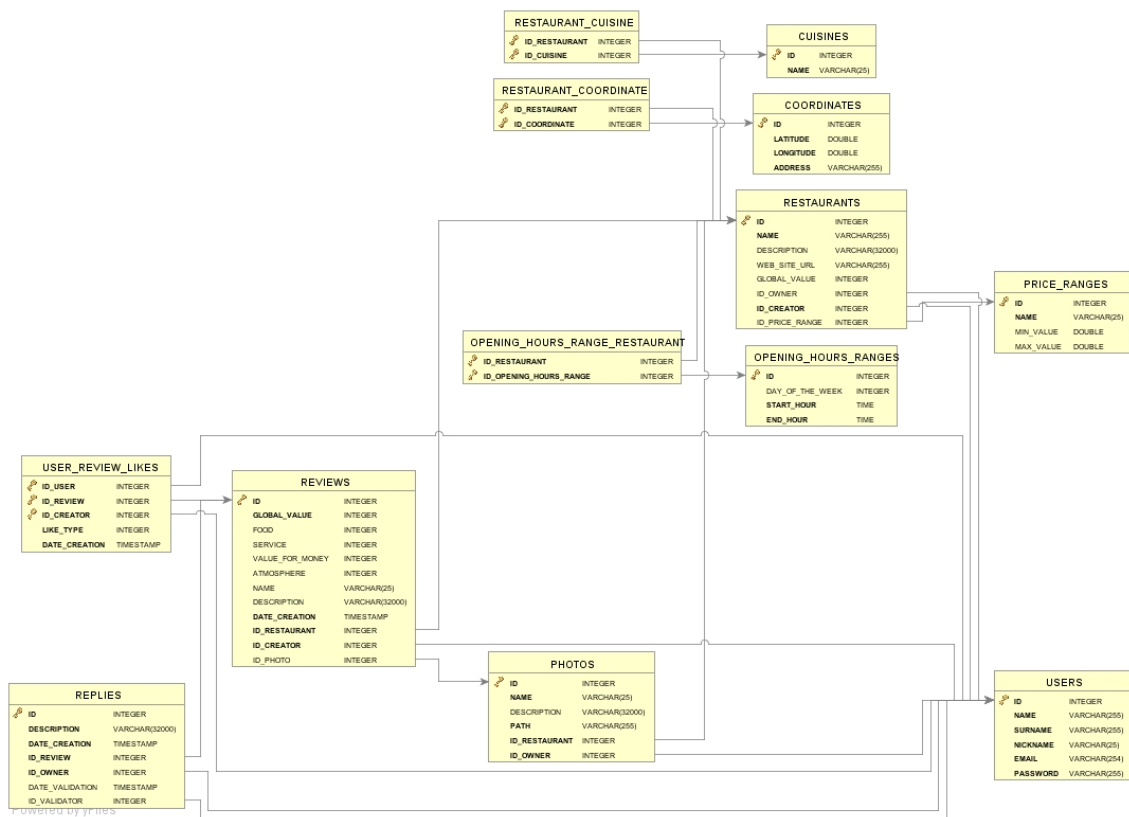 RESTAURANT_CUISINE
ID_RESTAURANT INTEGER
ID_CUISINE INTEGER
CUISINES
ID INTEGER
NAME VARCHAR(25)
RESTAURANT_COORDINATE
ID_RESTAURANT INTEGER
ID_COORDINATE INTEGER
COORDINATES
ID INTEGER
LATITUDE DOUBLE
LONGITUDE DOUBLE
ADDRESS VARCHAR(255)
RESTAURANTS
ID INTEGER
NAME VARCHAR(255)
DESCRIPTION VARCHAR(32000)
WEB_SITE_URL VARCHAR(255)
GLOBAL_VALUE INTEGER
ID_OWNER INTEGER
ID_CREATOR INTEGER
ID_PRICE_RANGE INTEGER
PRICE_RANGES
ID INTEGER
NAME VARCHAR(25)
MIN_VALUE DOUBLE
MAX_VALUE DOUBLE
OPENING_HOURS_RANGE_RESTAURANT
ID_RESTAURANT INTEGER
ID_OPENING_HOURS_RANGE INTEGER
OPENING_HOURS_RANGES
ID INTEGER
DAY_OF_THE_WEEK INTEGER
START_HOUR TIME
END_HOUR TIME
USER_REVIEW_LIKES
ID_USER INTEGER
ID_REVIEW INTEGER
ID_CREATOR INTEGER
LIKE_TYPE INTEGER
DATE_CREATION TIMESTAMP
REVIEWS
ID INTEGER
GLOBAL_VALUE INTEGER
FOOD INTEGER
SERVICE INTEGER
VALUE_FOR_MONEY INTEGER
ATMOSPHERE INTEGER
NAME VARCHAR(25)
DESCRIPTION VARCHAR(32000)
DATE_CREATION TIMESTAMP
ID_RESTAURANT INTEGER
ID_CREATOR INTEGER
ID_PHOTO INTEGER
PHOTOS
ID INTEGER
NAME VARCHAR(25)
DESCRIPTION VARCHAR(32000)
PATH VARCHAR(255)
ID_RESTAURANT INTEGER
ID_OWNER INTEGER
USERS
ID INTEGER
NAME VARCHAR(255)
SURNAME VARCHAR(255)
NICKNAME VARCHAR(25)
EMAIL VARCHAR(254)
PASSWORD VARCHAR(255)
REPLIES
ID INTEGER
DESCRIPTION VARCHAR(32000)
DATE_CREATION TIMESTAMP
ID_REVIEW INTEGER
ID_OWNER INTEGER
DATE_VALIDATION TIMESTAMP
ID_VALIDATOR INTEGER
Powered by yFiles